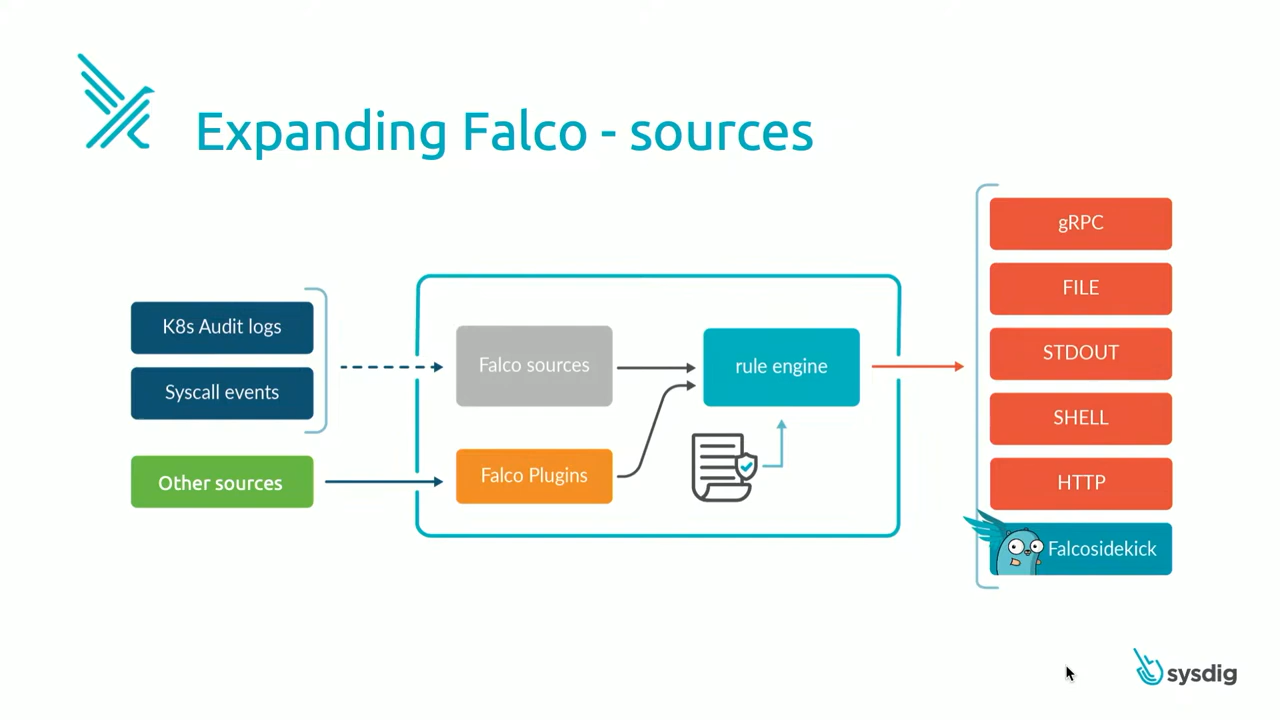 Expanding Falco - sources
K8s Audit logs
Syscall events
Other sources
Falco sources
Falco Plugins
rule engine
gRPC
FILE
STDOUT
SHELL
HTTP
Falcosidekick
sysdig